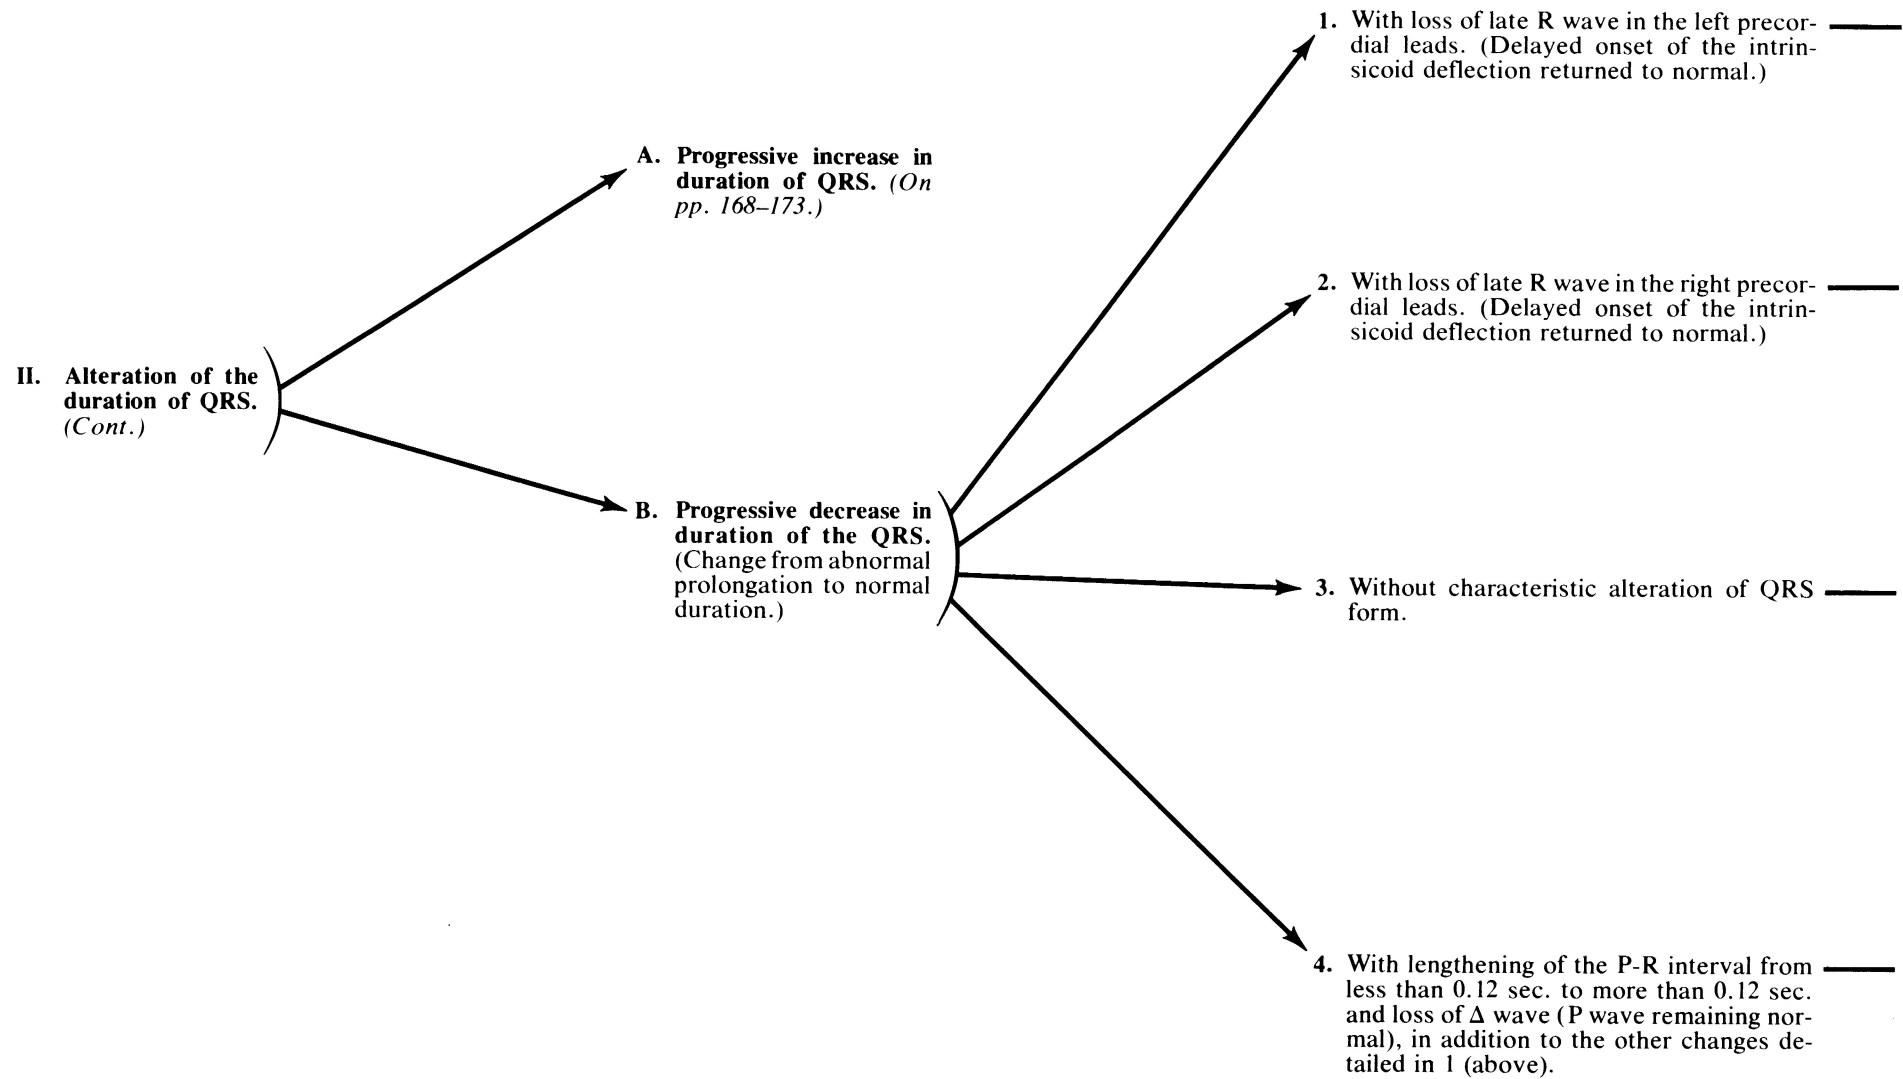 II. Alteration of the
duration of QRS.
(Cont.)
A. Progressive increase in
duration of QRS. (On
pp. 168–173.)
B. Progressive decrease in
duration of the QRS.
(Change from abnormal
prolongation to normal
duration.)
1. With loss of late R wave in the left precor-
dial leads. (Delayed onset of the intrin-
sicoid deflection returned to normal.)
2. With loss of late R wave in the right precor-
dial leads. (Delayed onset of the intrin-
sicoid deflection returned to normal.)
3. Without characteristic alteration of QRS
form.
4. With lengthening of the P-R interval from
less than 0.12 sec. to more than 0.12 sec.
and loss of Δ wave (P wave remaining nor-
mal), in addition to the other changes de-
tailed in 1 (above).